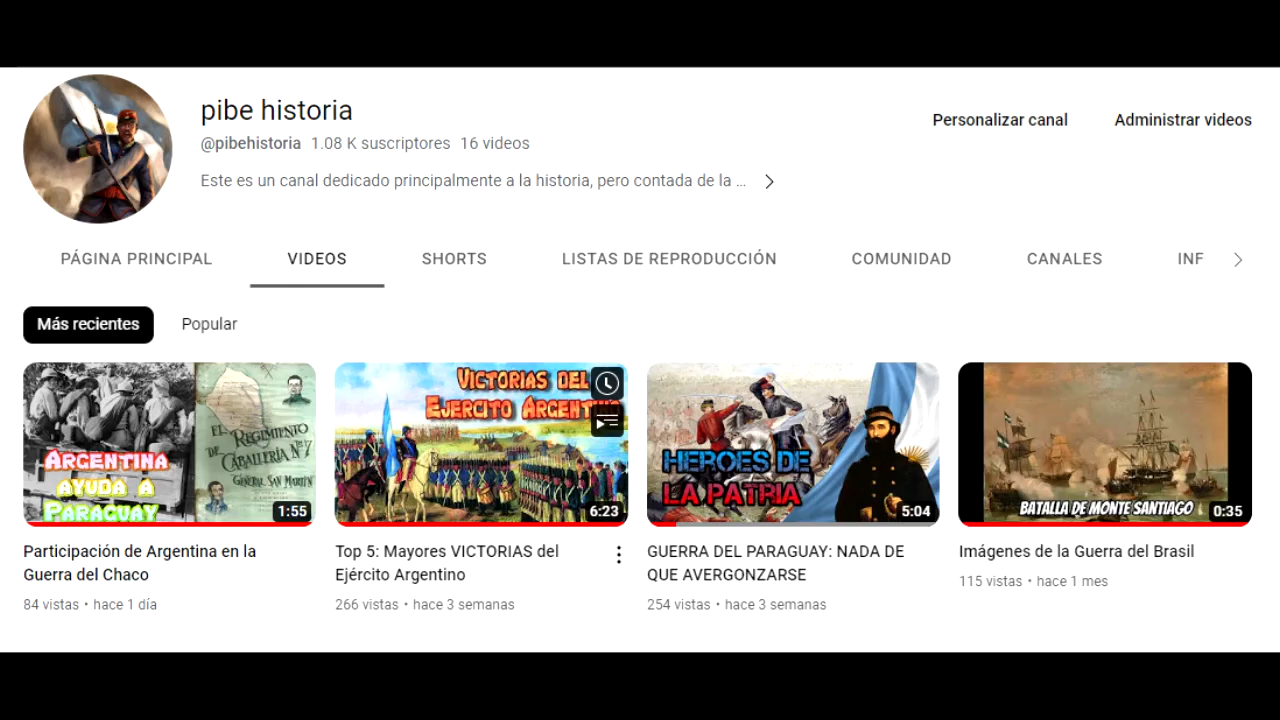 pibe historia
@pibehistoria 1.08 K suscriptores 16 videos
Este es un canal dedicado principalmente a la historia, pero contada de la ...
Personalizar canal
Administrar videos
PÁGINA PRINCIPAL
VIDEOS
SHORTS
LISTAS DE REPRODUCCIÓN
COMUNIDAD
CANALES
INF
Más recientes
Popular
ARGENTINA
AYUDA A
PARAGUAY
EL REGIMIENTO
DE CABALLERÍA Nº7
GENERAL SAN MARTÍN
1:55
Participación de Argentina en la
Guerra del Chaco
84 vistas • hace 1 día
VICTORIAS DEL
EJERCITO ARGENTINO
6:23
Top 5: Mayores VICTORIAS del
Ejército Argentino
266 vistas • hace 3 semanas
HEROES DE
LA PATRIA
5:04
GUERRA DEL PARAGUAY: NADA DE
QUE AVERGONZARSE
254 vistas • hace 3 semanas
BATALLA DE MONTE SANTIAGO
0:35
Imágenes de la Guerra del Brasil
115 vistas • hace 1 mes